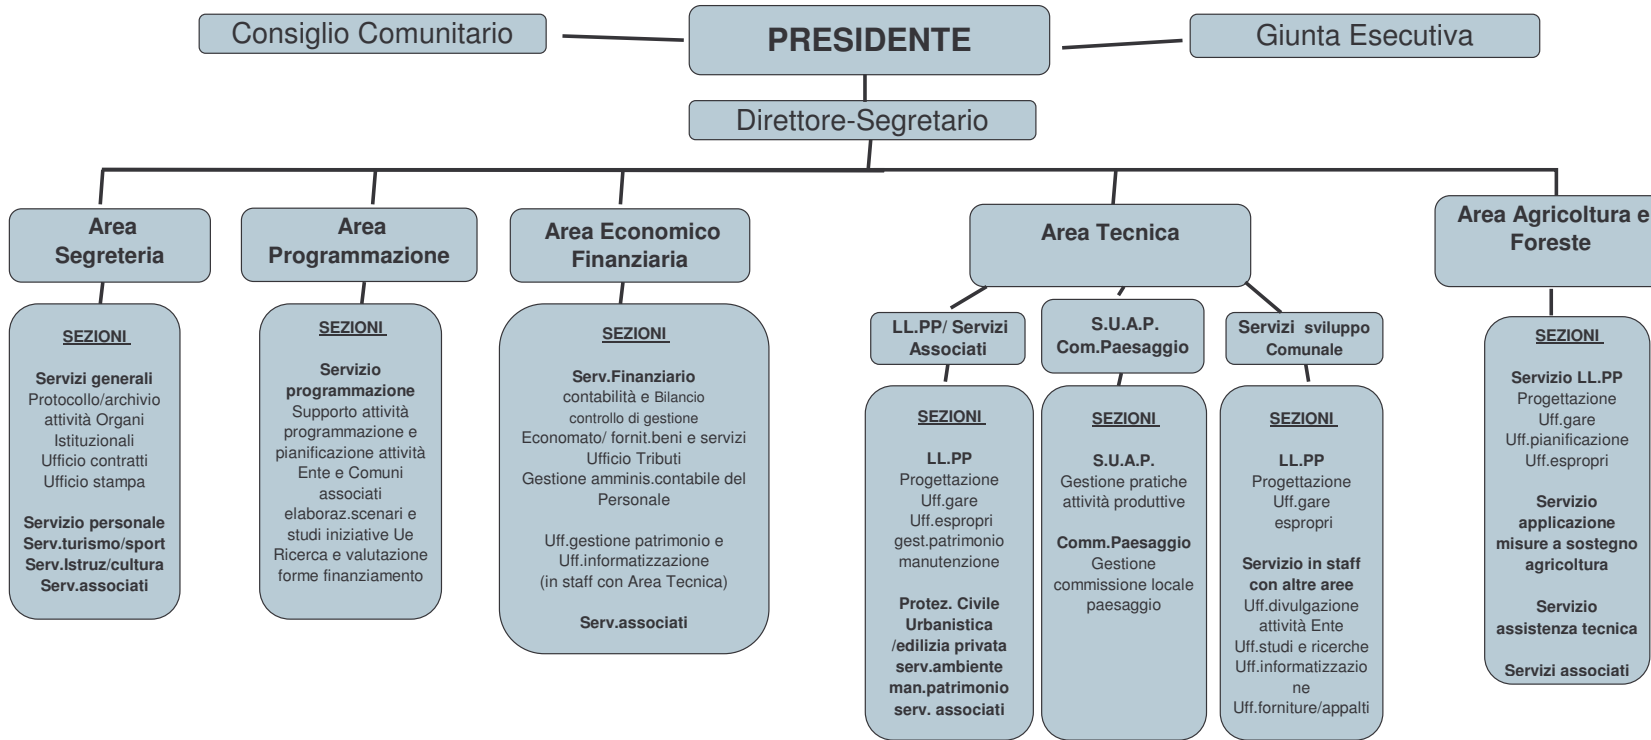 Consiglio Comunitario
PRESIDENTE
Giunta Esecutiva
Direttore-Segretario
Area
Segreteria
Area
Programmazione
Area Economico
Finanziaria
Area Tecnica
Area Agricoltura e
Foreste
SEZIONI
Servizi generali
Protocollo/archivio
attività Organi
Istituzionali
Ufficio contratti
Ufficio stampa
Servizio personale
Serv.turismo/sport
Serv.Istruz/cultura
Serv.associati
SEZIONI
Servizio
programmazione
Supporto attività
programmazione e
pianificazione attività
Ente e Comuni
associati
elaboraz.scenari e
studi iniziative Ue
Ricerca e valutazione
forme finanziamento
SEZIONI
Serv.Finanziario
contabilità e Bilancio
controllo di gestione
Economato/ fornit.beni e servizi
Ufficio Tributi
Gestione amminis.contabile del
Personale
Uff.gestione patrimonio e
Uff.informatizzazione
(in staff con Area Tecnica)
Serv.associati
LL.PP/ Servizi
Associati
SEZIONI
LL.PP
Progettazione
Uff.gare
Uff.espropri
gest.patrimonio
manutenzione
Protez. Civile
Urbanistica
/edilizia privata
serv.ambiente
man.patrimonio
serv. associati
S.U.A.P.
Com.Paesaggio
SEZIONI
S.U.A.P.
Gestione pratiche
attività produttive
Comm.Paesaggio
Gestione
commissione locale
paesaggio
Servizi sviluppo
Comunale
SEZIONI
LL.PP
Progettazione
Uff.gare
espropri
Servizio in staff
con altre aree
Uff.divulgazione
attività Ente
Uff.studi e ricerche
Uff.informatizzazio
ne
Uff.forniture/appalti
SEZIONI
Servizio LL.PP
Progettazione
Uff.gare
Uff.pianificazione
Uff.espropri
Servizio
applicazione
misure a sostegno
agricoltura
Servizio
assistenza tecnica
Servizi associati